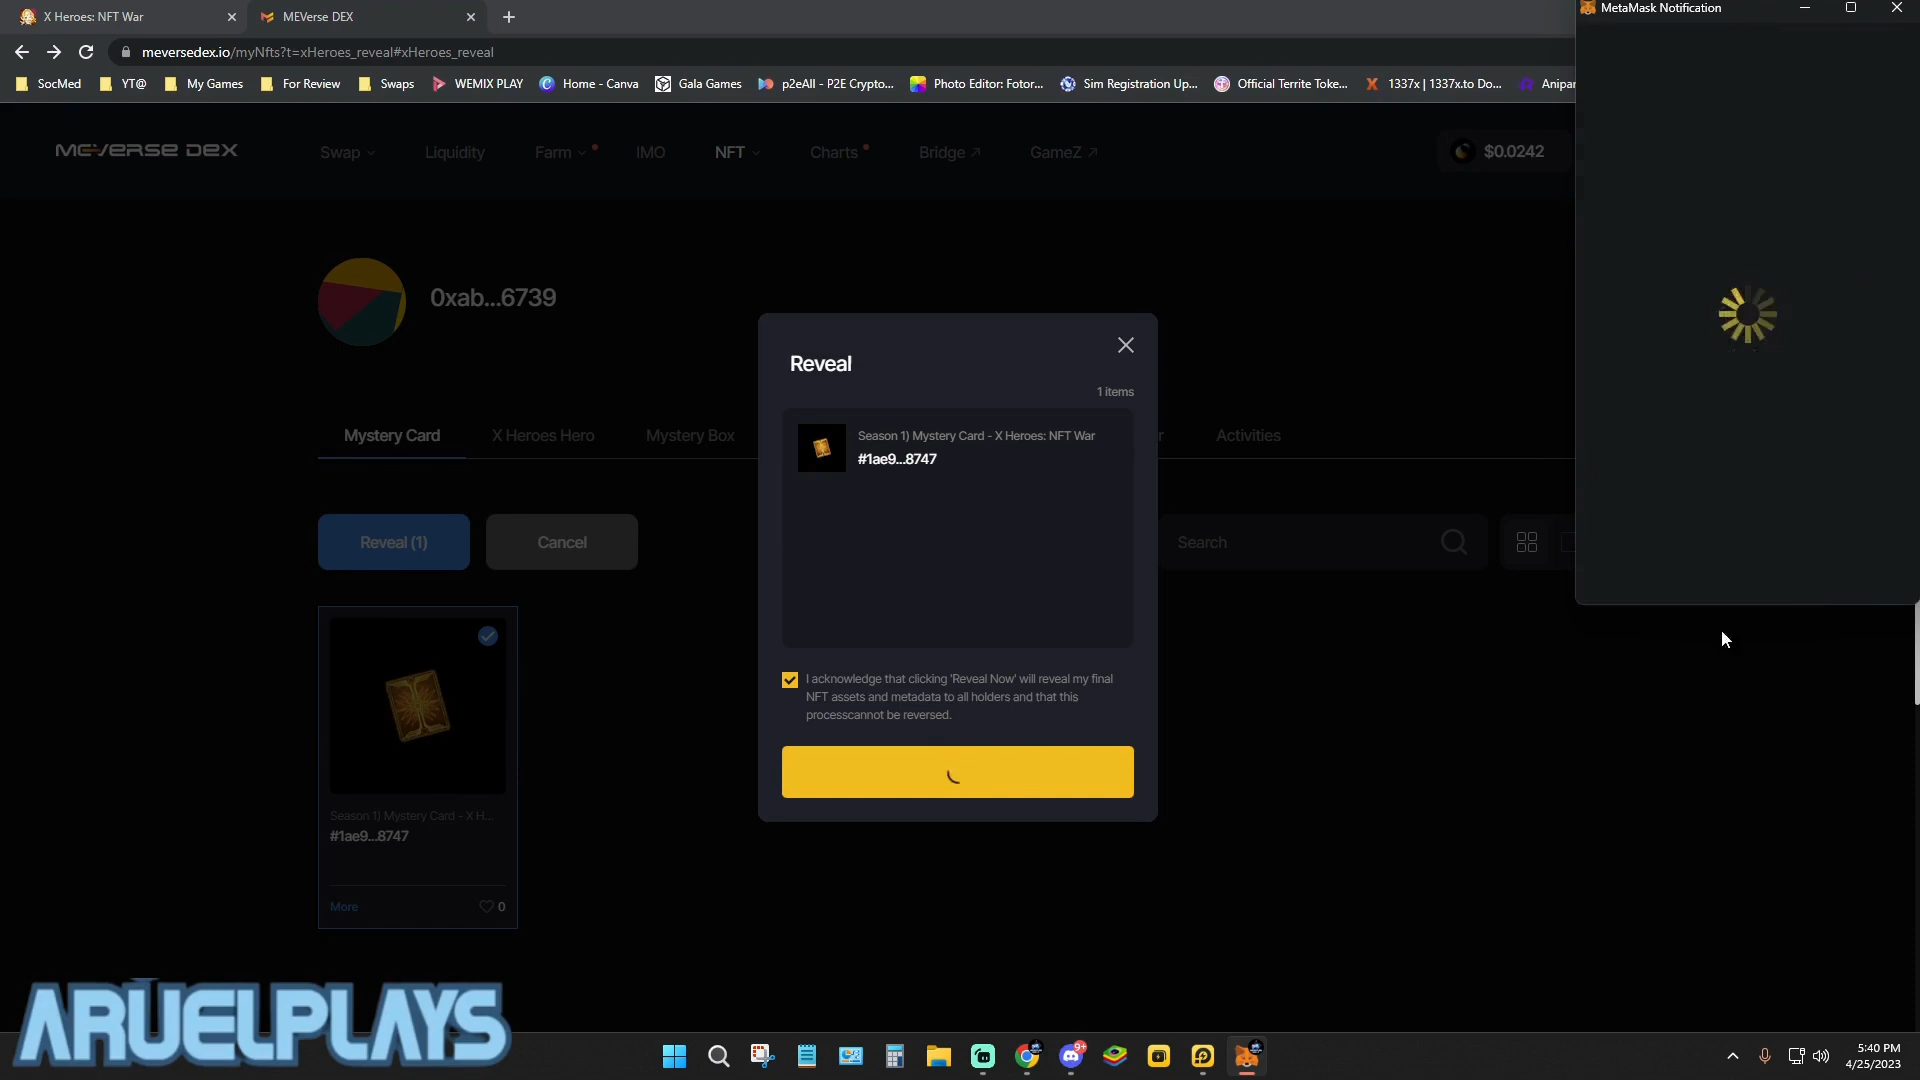 X Heroes: NFT War
MEVerse DEX
MetaMask Notification
meversedex.io/myNfts?t=xHeroes_reveal#xHeroes_reveal
SocMed
YT@
My Games
For Review
Swaps
WEMIX PLAY
Home - Canva
Gala Games
p2eAll - P2E Crypto...
Photo Editor: Fotor...
Sim Registration Up...
Official Territe Toke...
1337x | 1337x.to Do...
Anipar
MEVERSE DEX
Swap
Liquidity
Farm
IMO
NFT
Charts
Bridge
GameZ
$0.0242
0xab...6739
Reveal
1 items
Season 1) Mystery Card - X Heroes: NFT War
#1ae9...8747
Mystery Card
X Heroes Hero
Mystery Box
r
Activities
Reveal (1)
Cancel
Search
I acknowledge that clicking 'Reveal Now' will reveal my final
NFT assets and metadata to all holders and that this
processcannot be reversed.
Season 1) Mystery Card - X H...
#1ae9...8747
More
0
ARUELPLAYS
9+
5:40 PM
4/25/2023